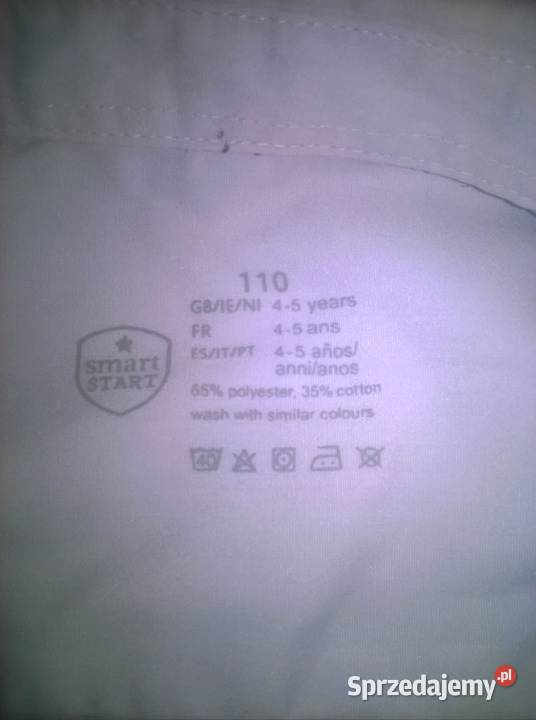 110
GB/IE/NI 4-5 years
FR 4-5 ans
ES/IT/PT 4-5 años/
anni/anos
65% polyester, 35% cotton
wash with similar colours
smart
START
40
Sprzedajemy.pl